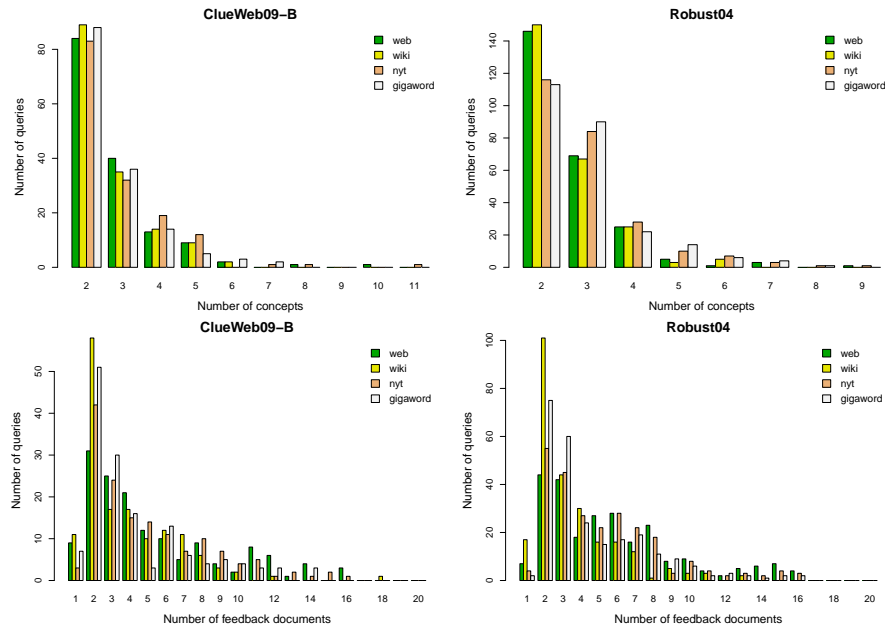 ClueWeb09−B
web
wiki
nyt
gigaword
Number of queries
0 20 40 60 80
2 3 4 5 6 7 8 9 10 11
Number of concepts
Robust04
web
wiki
nyt
gigaword
Number of queries
0 20 40 60 80 100 120 140
2 3 4 5 6 7 8 9
Number of concepts
ClueWeb09−B
web
wiki
nyt
gigaword
Number of queries
0 10 20 30 40 50
1 2 3 4 5 6 7 8 9 10 12 14 16 18 20
Number of feedback documents
Robust04
web
wiki
nyt
gigaword
Number of queries
0 20 40 60 80 100
1 2 3 4 5 6 7 8 9 10 12 14 16 18 20
Number of feedback documents